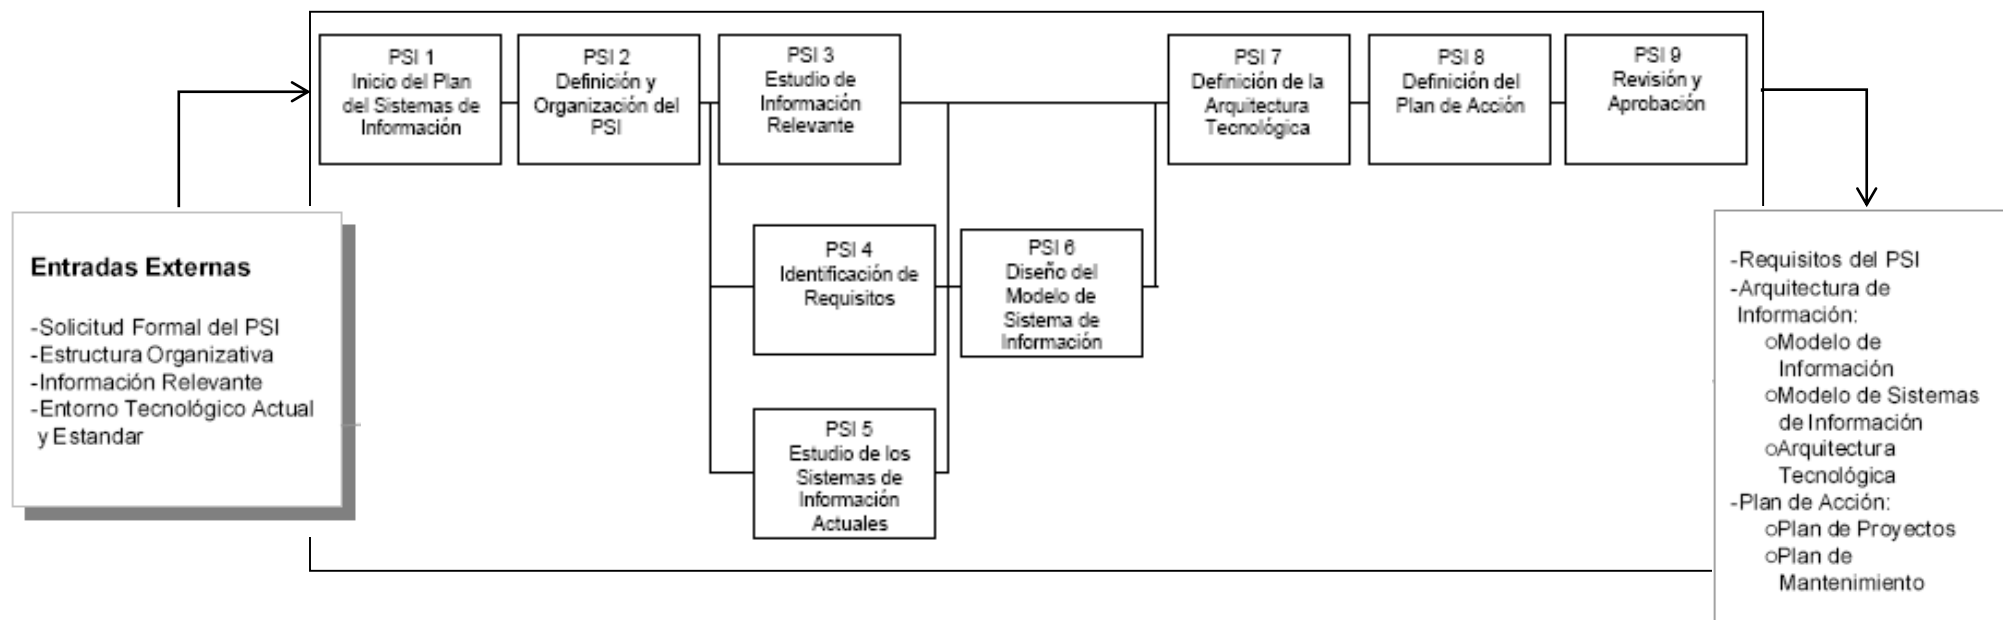 PSI 1
Inicio del Plan
del Sistemas de
Información
PSI 2
Definición y
Organización del
PSI
PSI 3
Estudio de
Información
Relevante
PSI 7
Definición de la
Arquitectura
Tecnológica
PSI 8
Definición del
Plan de Acción
PSI 9
Revisión y
Aprobación
PSI 4
Identificación de
Requisitos
PSI 6
Diseño del
Modelo de
Sistema de
Información
PSI 5
Estudio de los
Sistemas de
Información
Actuales
Entradas Externas
-Solicitud Formal del PSI
-Estructura Organizativa
-Información Relevante
-Entorno Tecnológico Actual
y Estandar
-Requisitos del PSI
-Arquitectura de
Información:
oModelo de
Información
oModelo de Sistemas
de Información
oArquitectura
Tecnológica
-Plan de Acción:
oPlan de Proyectos
oPlan de
Mantenimiento